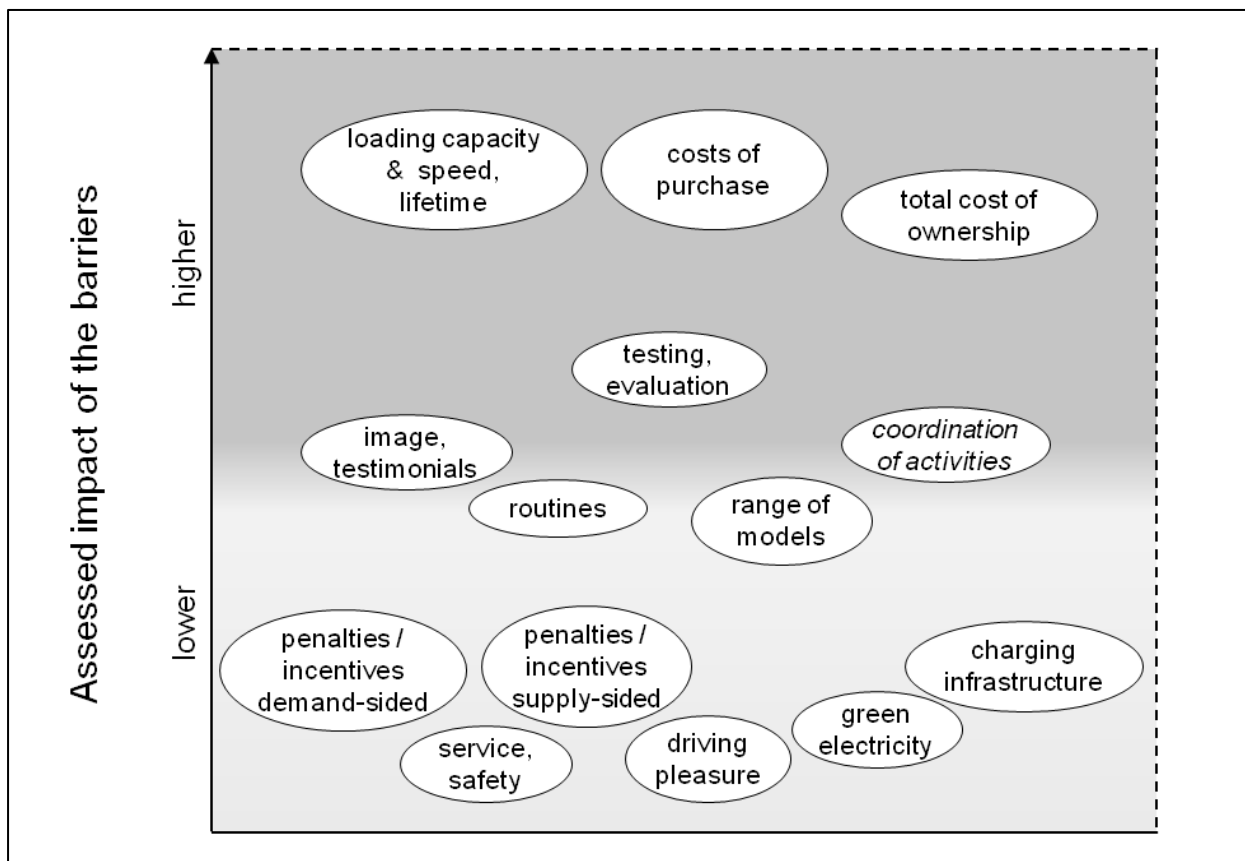 Assessed impact of the barriers
higher
lower
loading capacity
& speed,
lifetime
costs of
purchase
total cost of
ownership
testing,
evaluation
image,
testimonials
coordination
of activities
routines
range of
models
penalties /
incentives
demand-sided
penalties /
incentives
supply-sided
charging
infrastructure
green
electricity
service,
safety
driving
pleasure